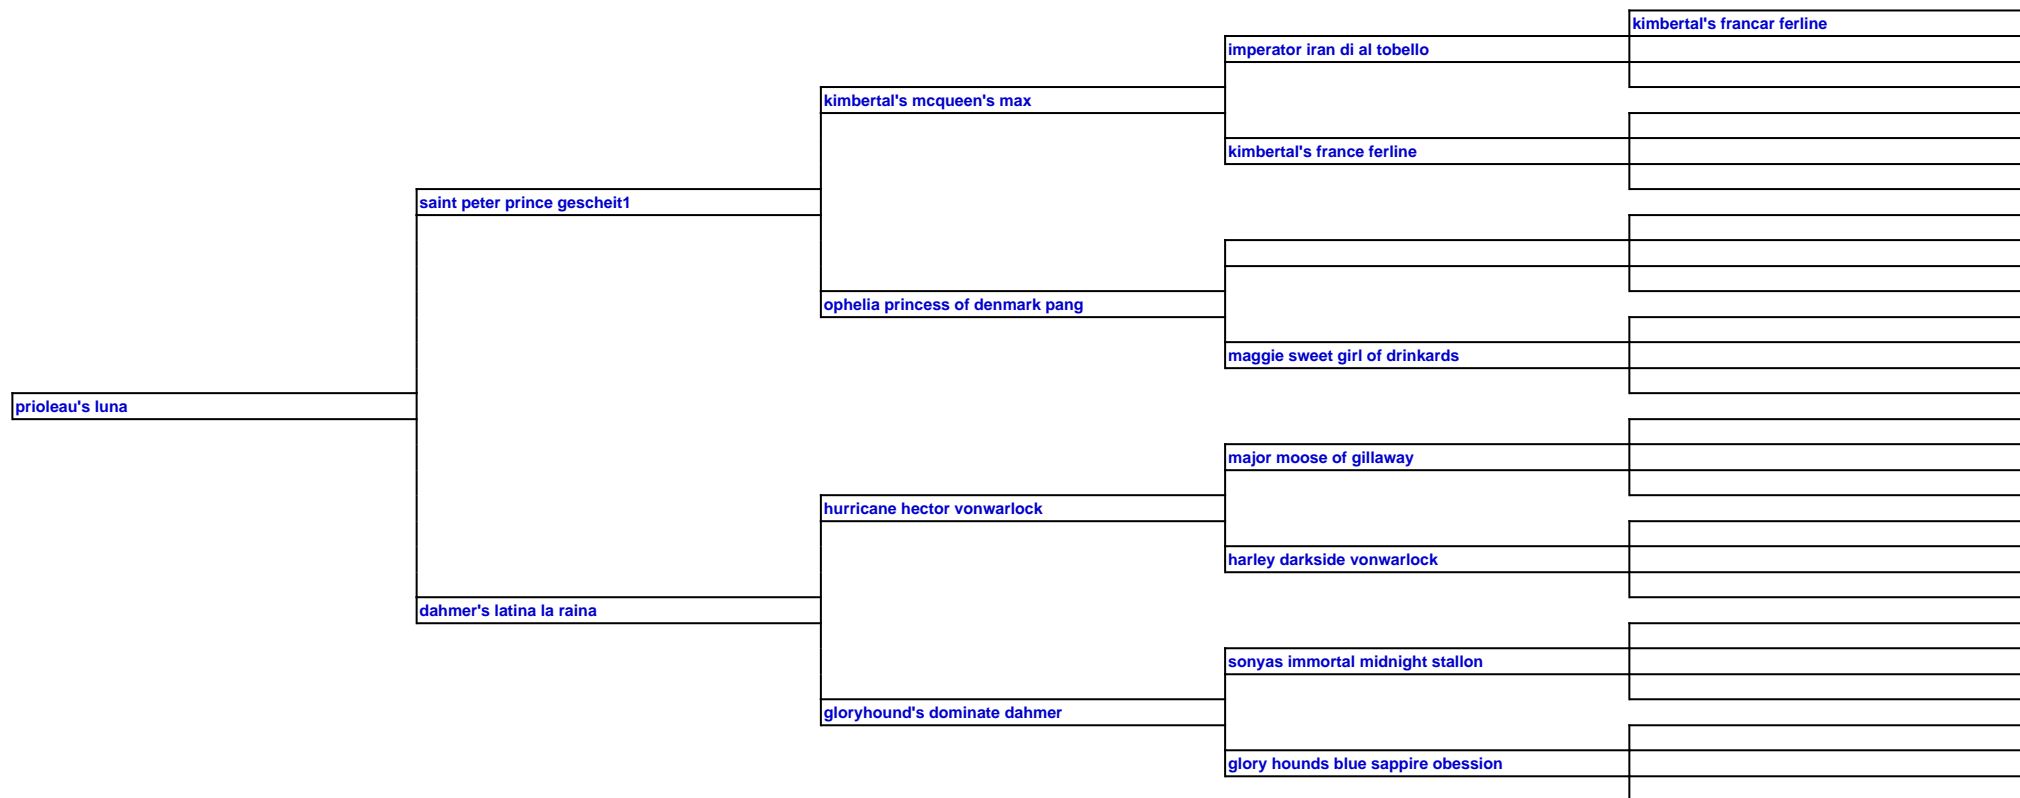 kimbertal's francar ferline
imperator iran di al tobello
kimbertal's mcqueen's max
kimbertal's france ferline
saint peter prince gescheit1
ophelia princess of denmark pang
maggie sweet girl of drinkards
prioleau's luna
major moose of gillaway
hurricane hector vonwarlock
harley darkside vonwarlock
dahmer's latina la raina
sonyas immortal midnight stallon
gloryhound's dominate dahmer
glory hounds blue sappire obession